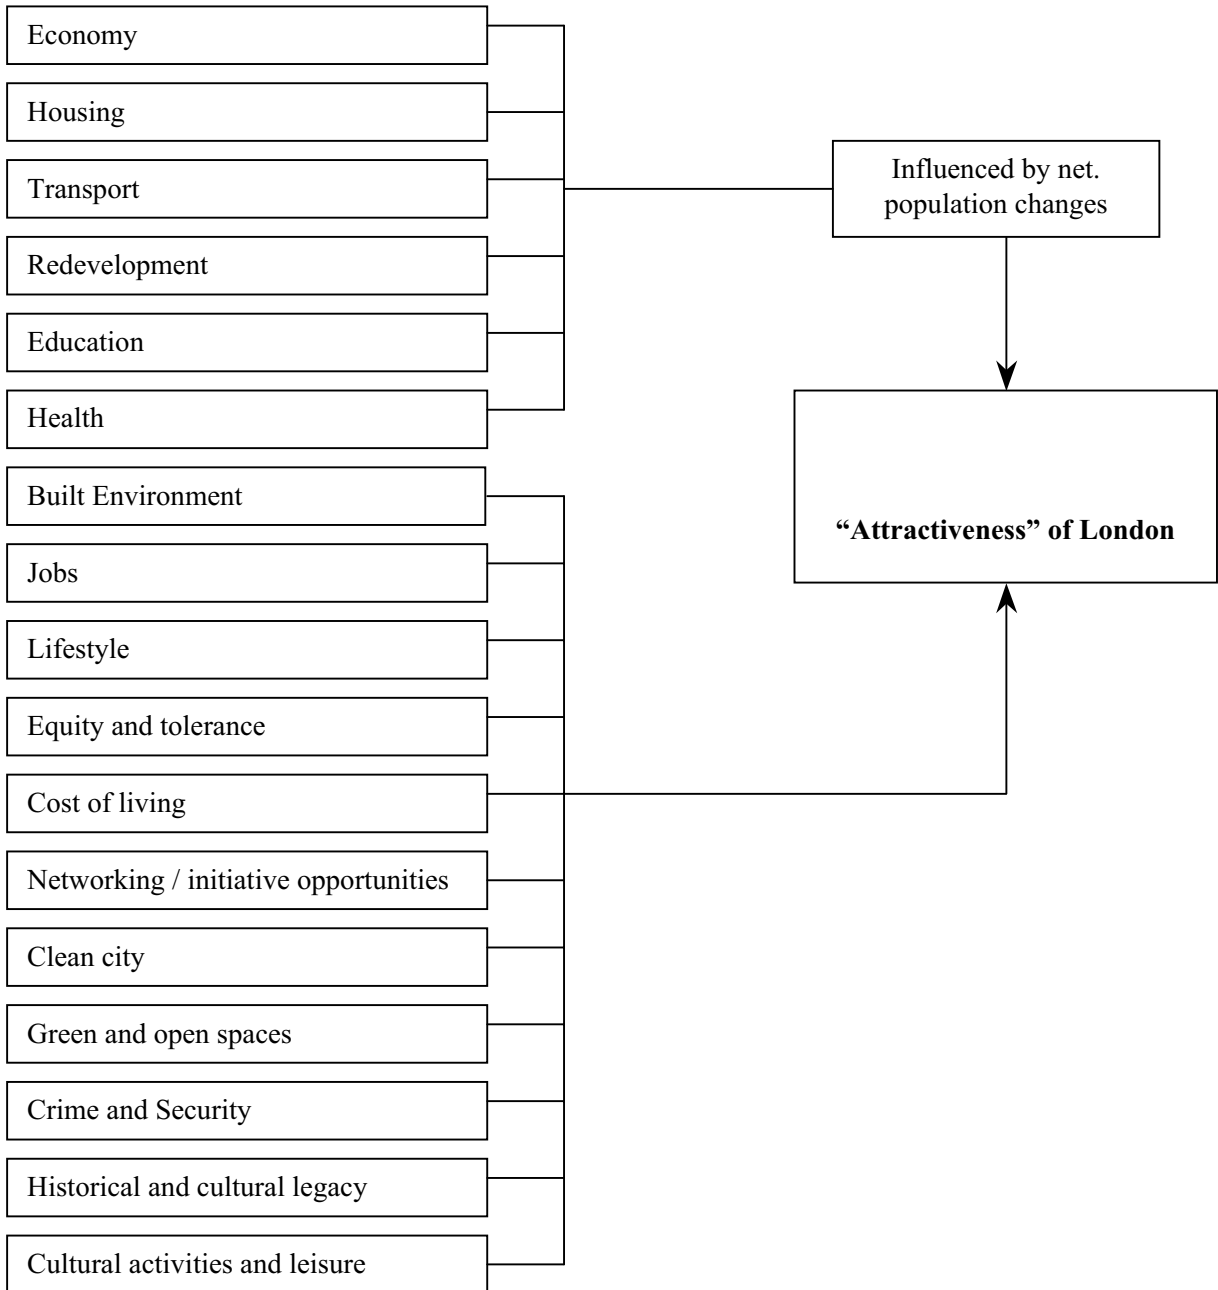 Economy
Housing
Transport
Redevelopment
Education
Health
Built Environment
Jobs
Lifestyle
Equity and tolerance
Cost of living
Networking / initiative opportunities
Clean city
Green and open spaces
Crime and Security
Historical and cultural legacy
Cultural activities and leisure
Influenced by net.
population changes
“Attractiveness” of London